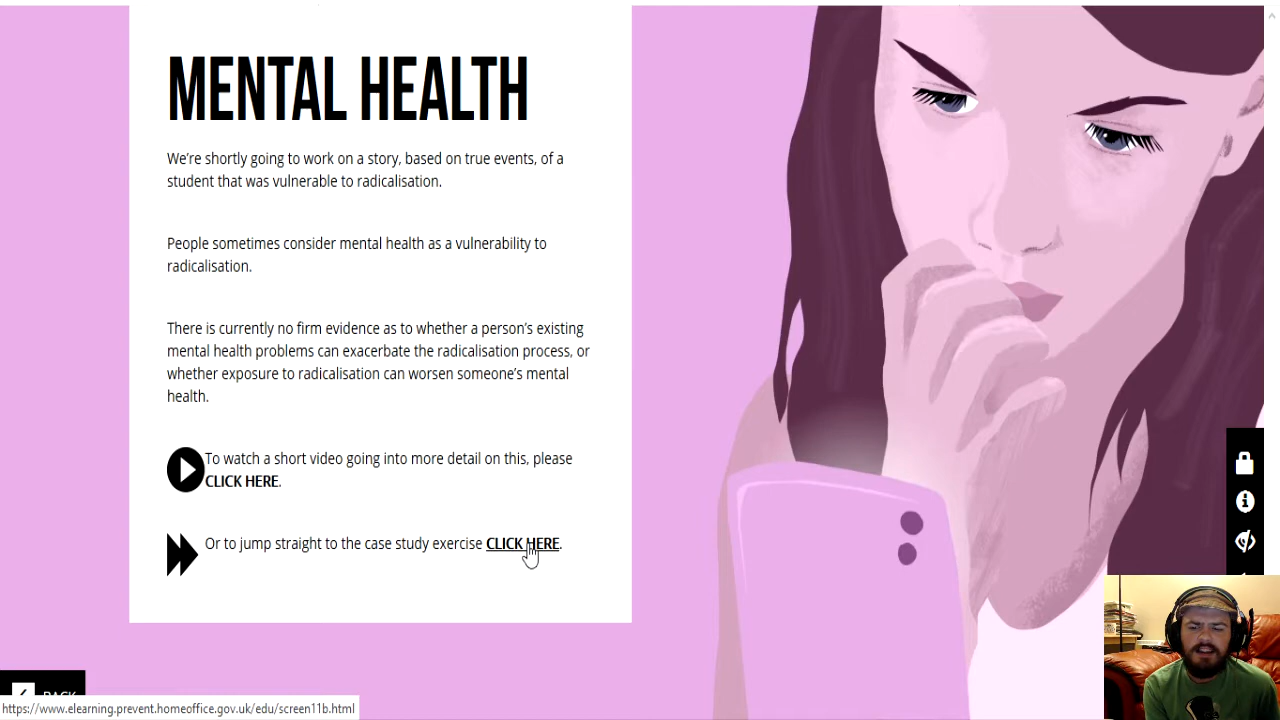 MENTAL HEALTH
We’re shortly going to work on a story, based on true events, of a
student that was vulnerable to radicalisation.
People sometimes consider mental health as a vulnerability to
radicalisation.
There is currently no firm evidence as to whether a person’s existing
mental health problems can exacerbate the radicalisation process, or
whether exposure to radicalisation can worsen someone’s mental
health.
To watch a short video going into more detail on this, please
CLICK HERE.
Or to jump straight to the case study exercise CLICK HERE.
BACK
https://www.elearning.prevent.homeoffice.gov.uk/edu/screen11b.html